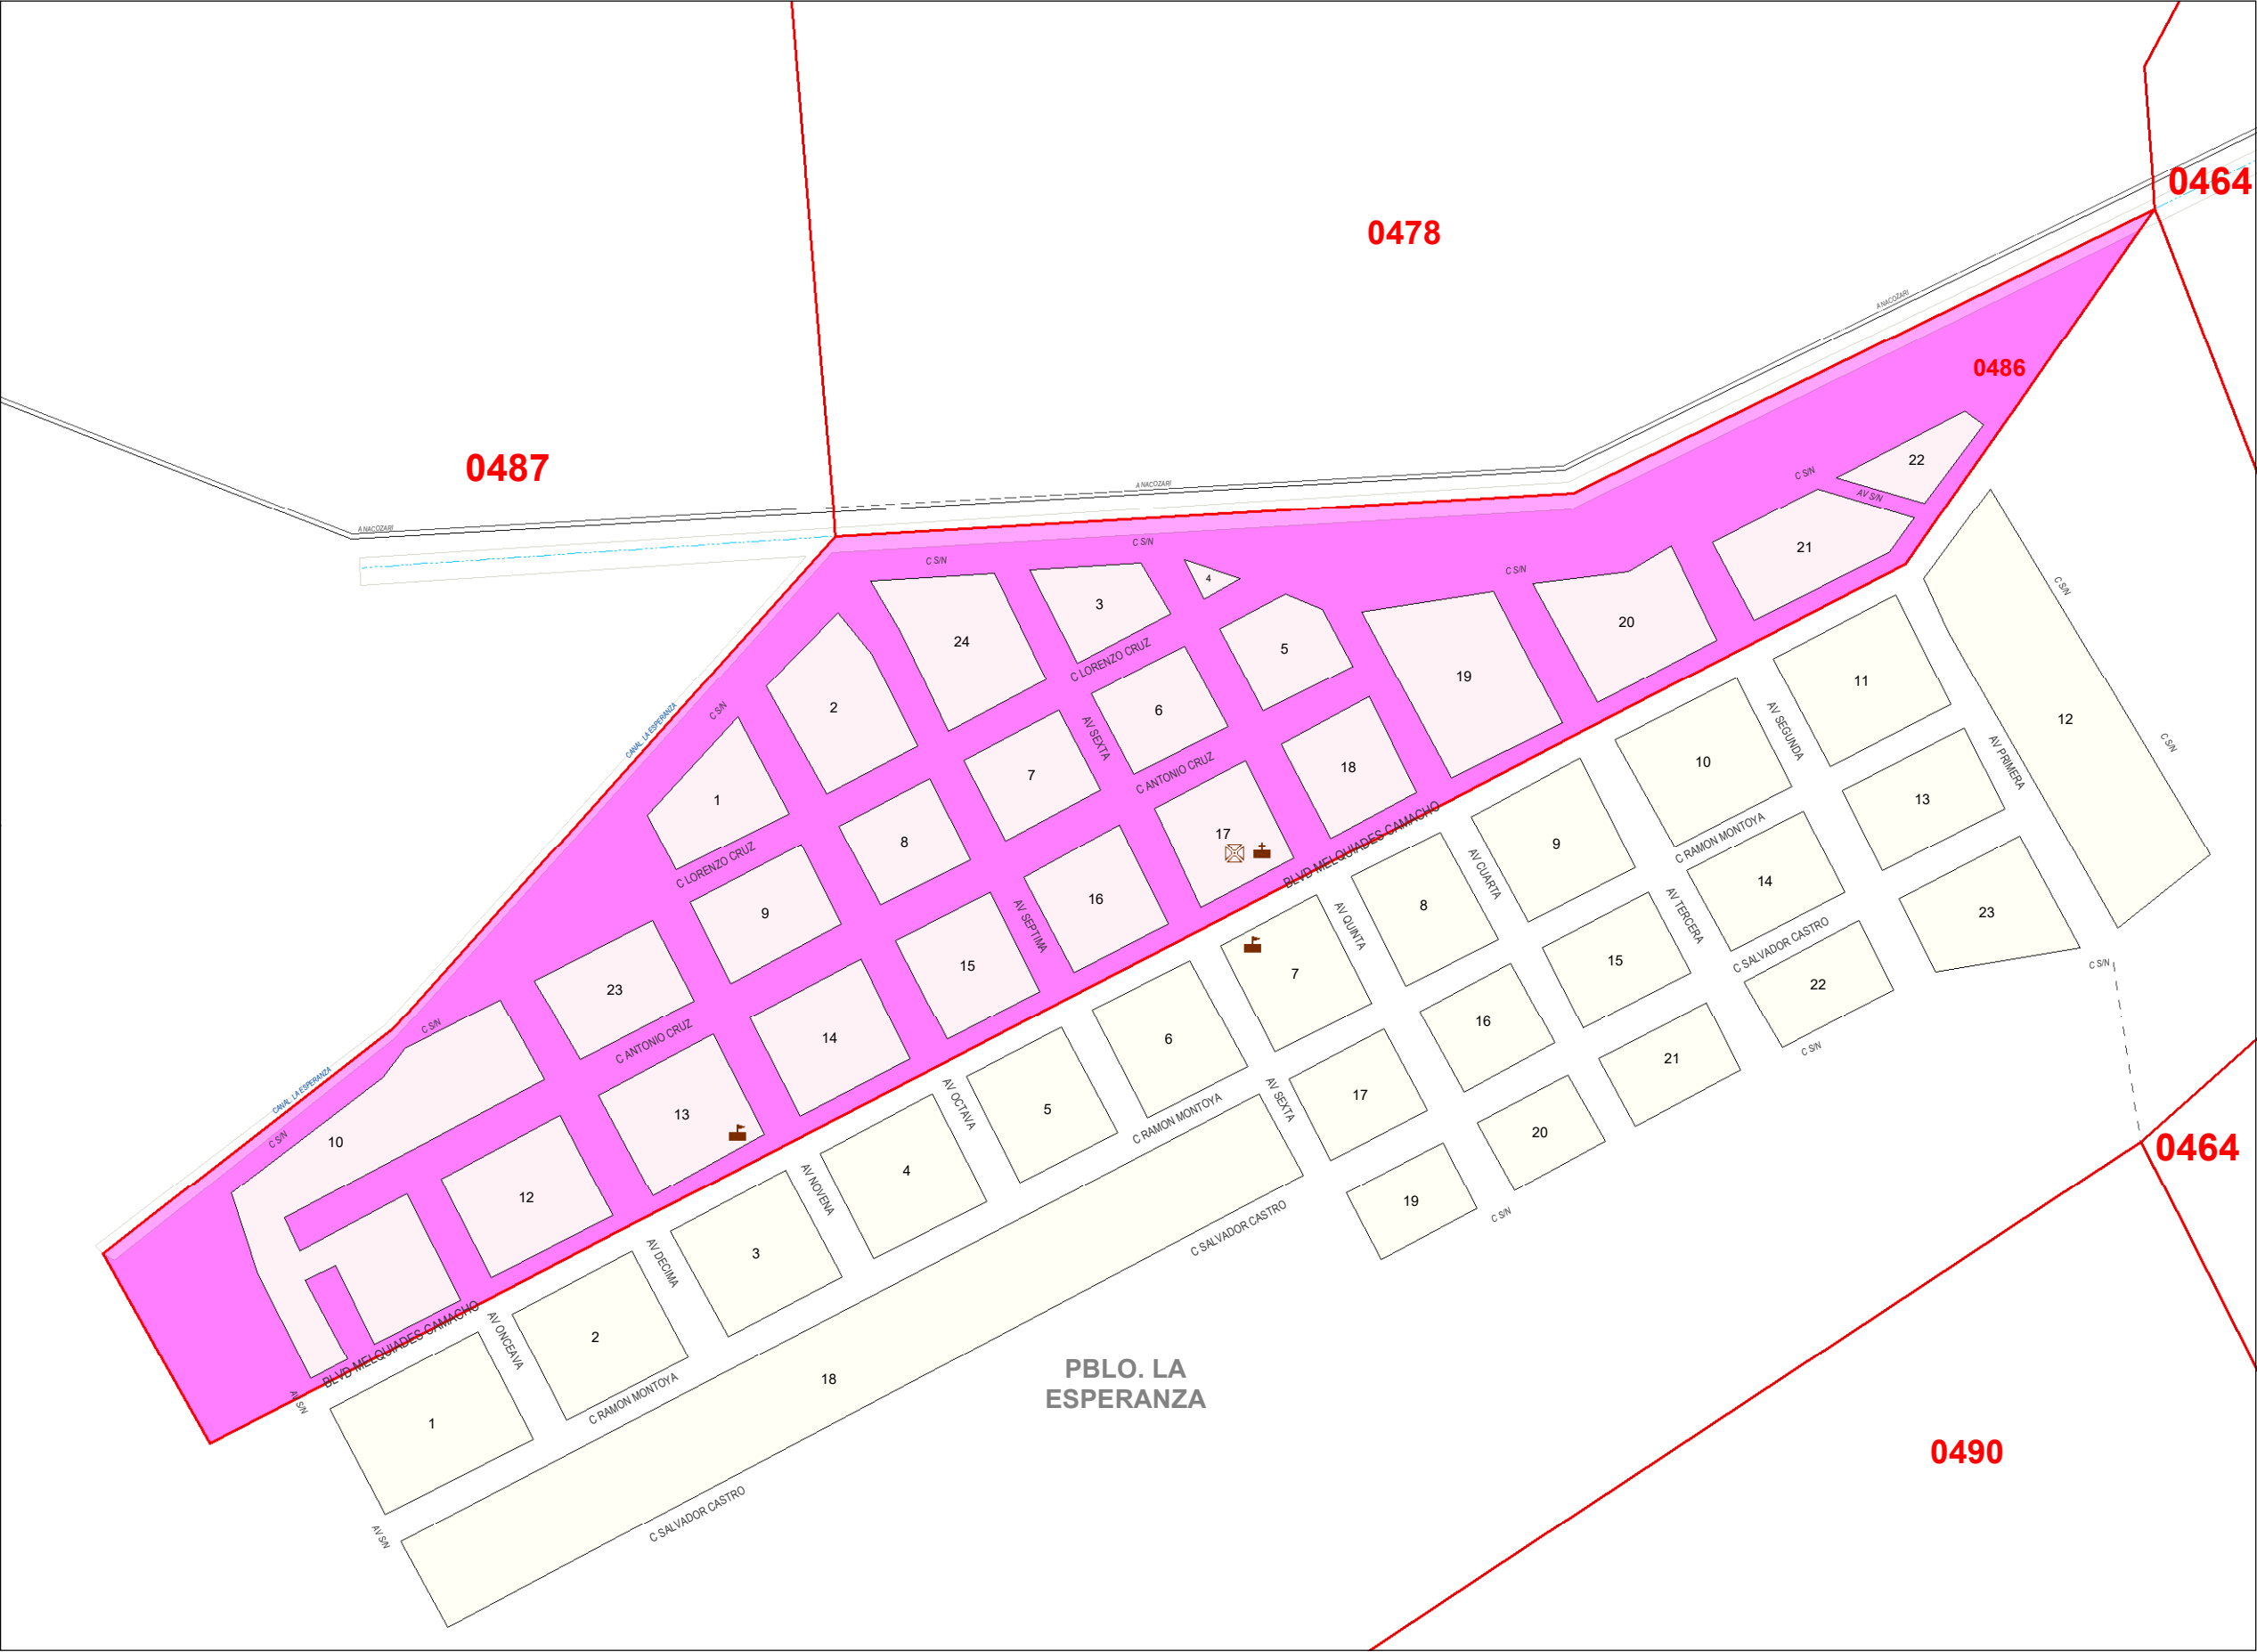 0464
0478
A NACOZARI
0486
0487
22
C S/N
A NACOZARI
AV S/N
A NACOZARI
C S/N
21
C S/N
C S/N
4
C S/N
3
20
24
5
C LORENZO CRUZ
19
11
2
6
C S/N
12
AV SEXTA
AV SEGUNDA
CANAL: LA ESPERANZA
C S/N
AV PRIMERA
10
18
7
C ANTONIO CRUZ
1
13
17
BLVD MELQUIADES CAMACHO
C RAMON MONTOYA
8
9
C LORENZO CRUZ
AV CUARTA
14
16
8
9
AV TERCERA
23
AV SEPTIMA
AV QUINTA
C SALVADOR CASTRO
15
7
15
C S/N
23
22
C S/N
16
C ANTONIO CRUZ
14
6
C S/N
21
CANAL: LA ESPERANZA
AV OCTAVA
17
AV SEXTA
5
13
C RAMON MONTOYA
20
C S/N
10
0464
4
12
AV NOVENA
19
C S/N
3
C SALVADOR CASTRO
AV DECIMA
BLVD MELQUIADES CAMACHO
AV ONCEAVA
2
18
PBLO. LA
ESPERANZA
AV S/N
C RAMON MONTOYA
1
0490
C SALVADOR CASTRO
AV S/N